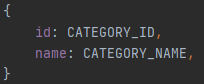 {
id: CATEGORY_ID,
name: CATEGORY_NAME,
}